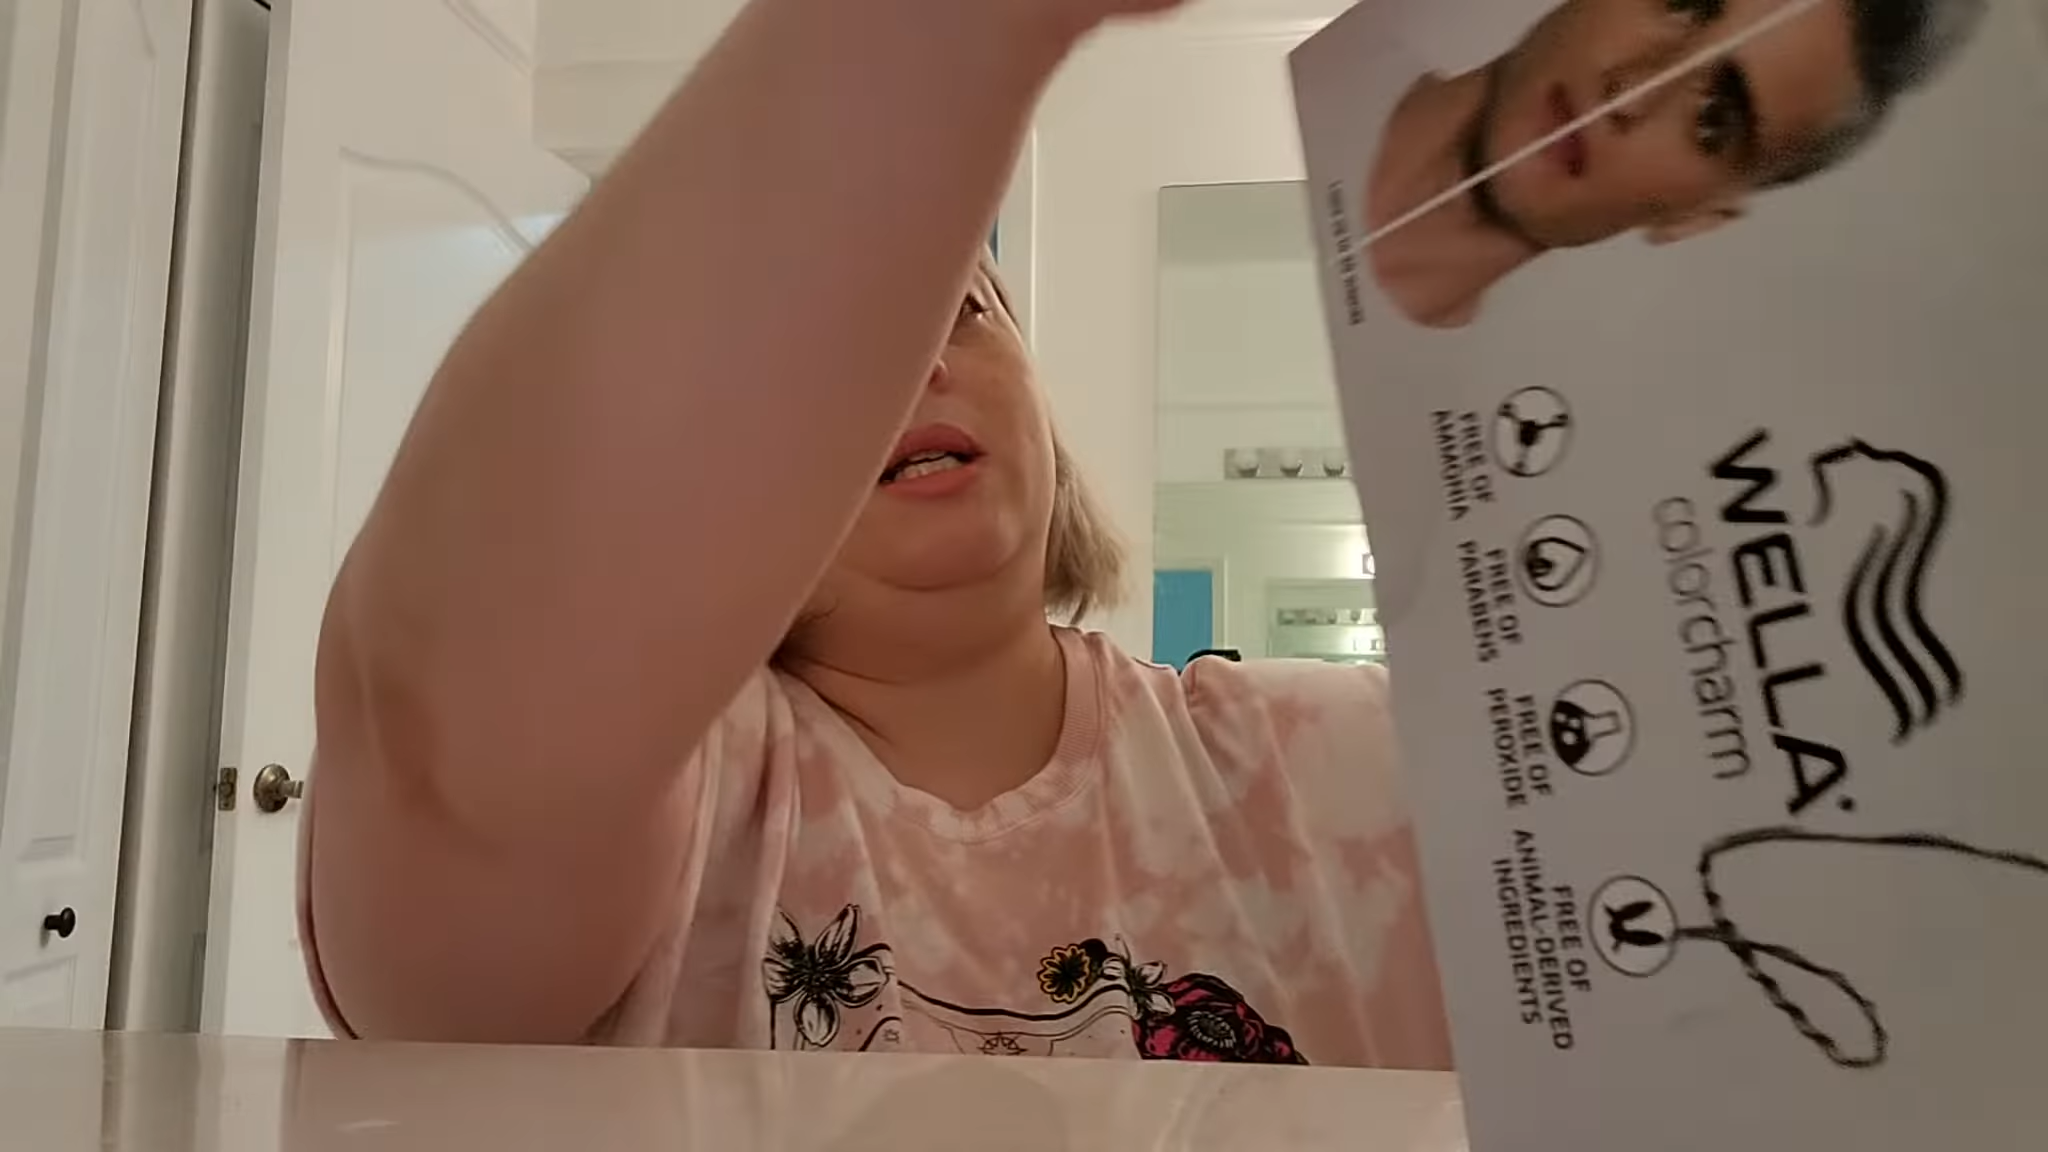 WELLA
colorcharm
FREE OF
AMMONIA
FREE OF
PARABENS
FREE OF
PEROXIDE
FREE OF
ANIMAL-DERIVED
INGREDIENTS